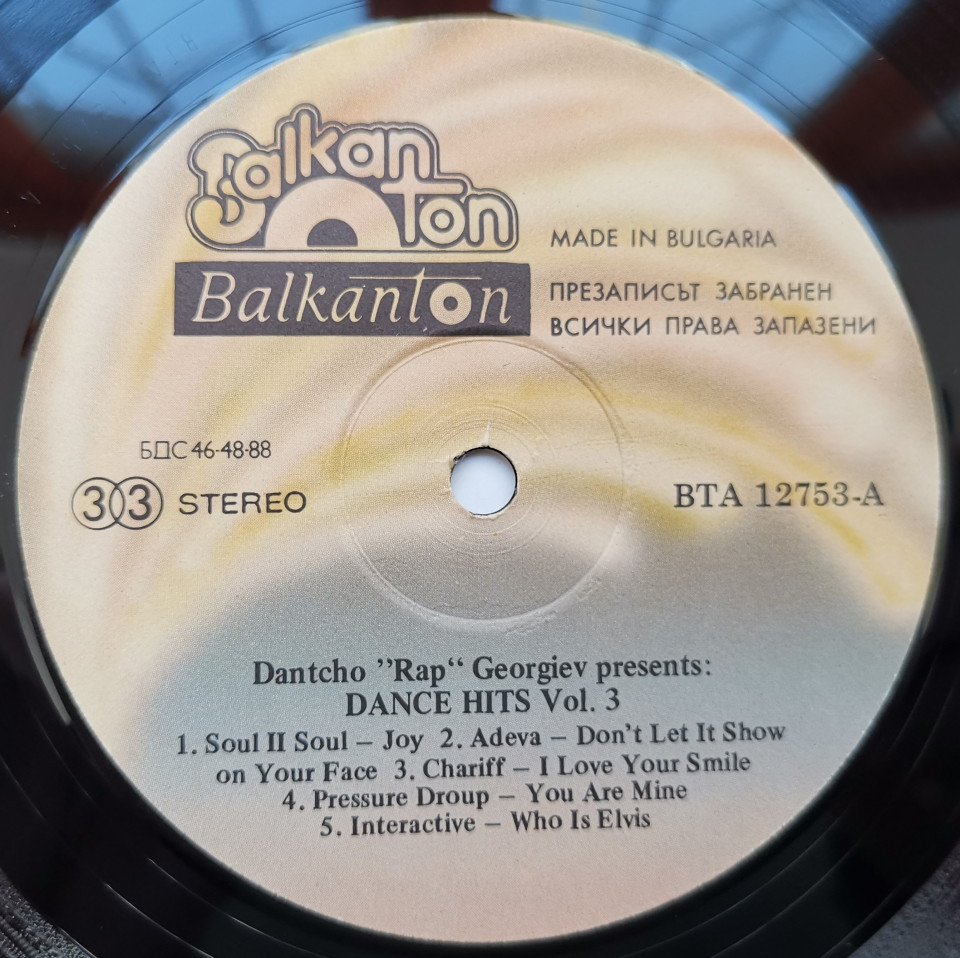 Balkan
ton
Balkanton
MADE IN BULGARIA
ПРЕЗАПИСЪТ ЗАБРАНЕН
ВСИЧКИ ПРАВА ЗАПАЗЕНИ
БДС 46-48-88
33 STEREO
ВТА 12753-А
Dantcho ”Rap“ Georgiev presents:
DANCE HITS Vol. 3
1. Soul II Soul – Joy 2. Adeva – Don’t Let It Show
on Your Face 3. Chariff – I Love Your Smile
4. Pressure Droup – You Are Mine
5. Interactive – Who Is Elvis